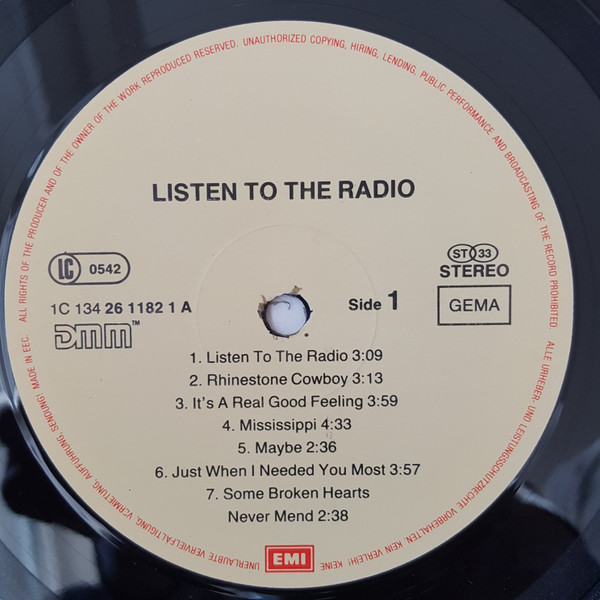 ALL RIGHTS OF THE PRODUCER AND OF THE OWNER OF THE WORK REPRODUCED RESERVED. UNAUTHORIZED COPYING, HIRING, LENDING, PUBLIC PERFORMANCE AND BROADCASTING OF THE RECORD PROHIBITED.
ALLE URHEBER- UND LEISTUNGSSCHUTZRECHTE VORBEHALTEN. KEIN VERLEIH! KEINE UNERLAUBTE VERVIELFÄLTIGUNG, VERMIETUNG, AUFFÜHRUNG, SENDUNG! MADE IN EEC.
LISTEN TO THE RADIO
LC 0542
ST 33
STEREO
1C 134 26 1182 1 A
Side 1
GEMA
DMM™
1. Listen To The Radio 3:09
2. Rhinestone Cowboy 3:13
3. It's A Real Good Feeling 3:59
4. Mississippi 4:33
5. Maybe 2:36
6. Just When I Needed You Most 3:57
7. Some Broken Hearts
Never Mend 2:38
EMI